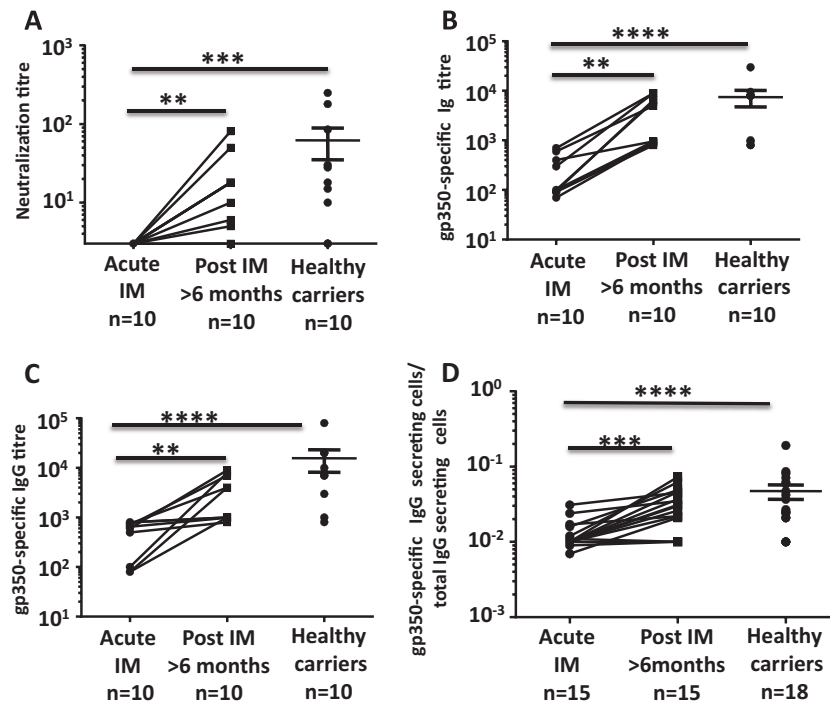 A
Neutralization titre
10³
10²
10¹
***
**
Acute
IM
n=10
Post IM
>6 months
n=10
Healthy
carriers
n=10
B
gp350-specific Ig titre
10⁵
10⁴
10³
10²
10¹
****
**
Acute
IM
n=10
Post IM
>6 months
n=10
Healthy
carriers
n=10
C
gp350-specific IgG titre
10⁵
10⁴
10³
10²
10¹
****
**
Acute
IM
n=10
Post IM
>6 months
n=10
Healthy
carriers
n=10
D
gp350-specific IgG secreting cells/
total IgG secreting cells
10⁰
10⁻¹
10⁻²
10⁻³
****
***
Acute
IM
n=15
Post IM
>6months
n=15
Healthy
carriers
n=18